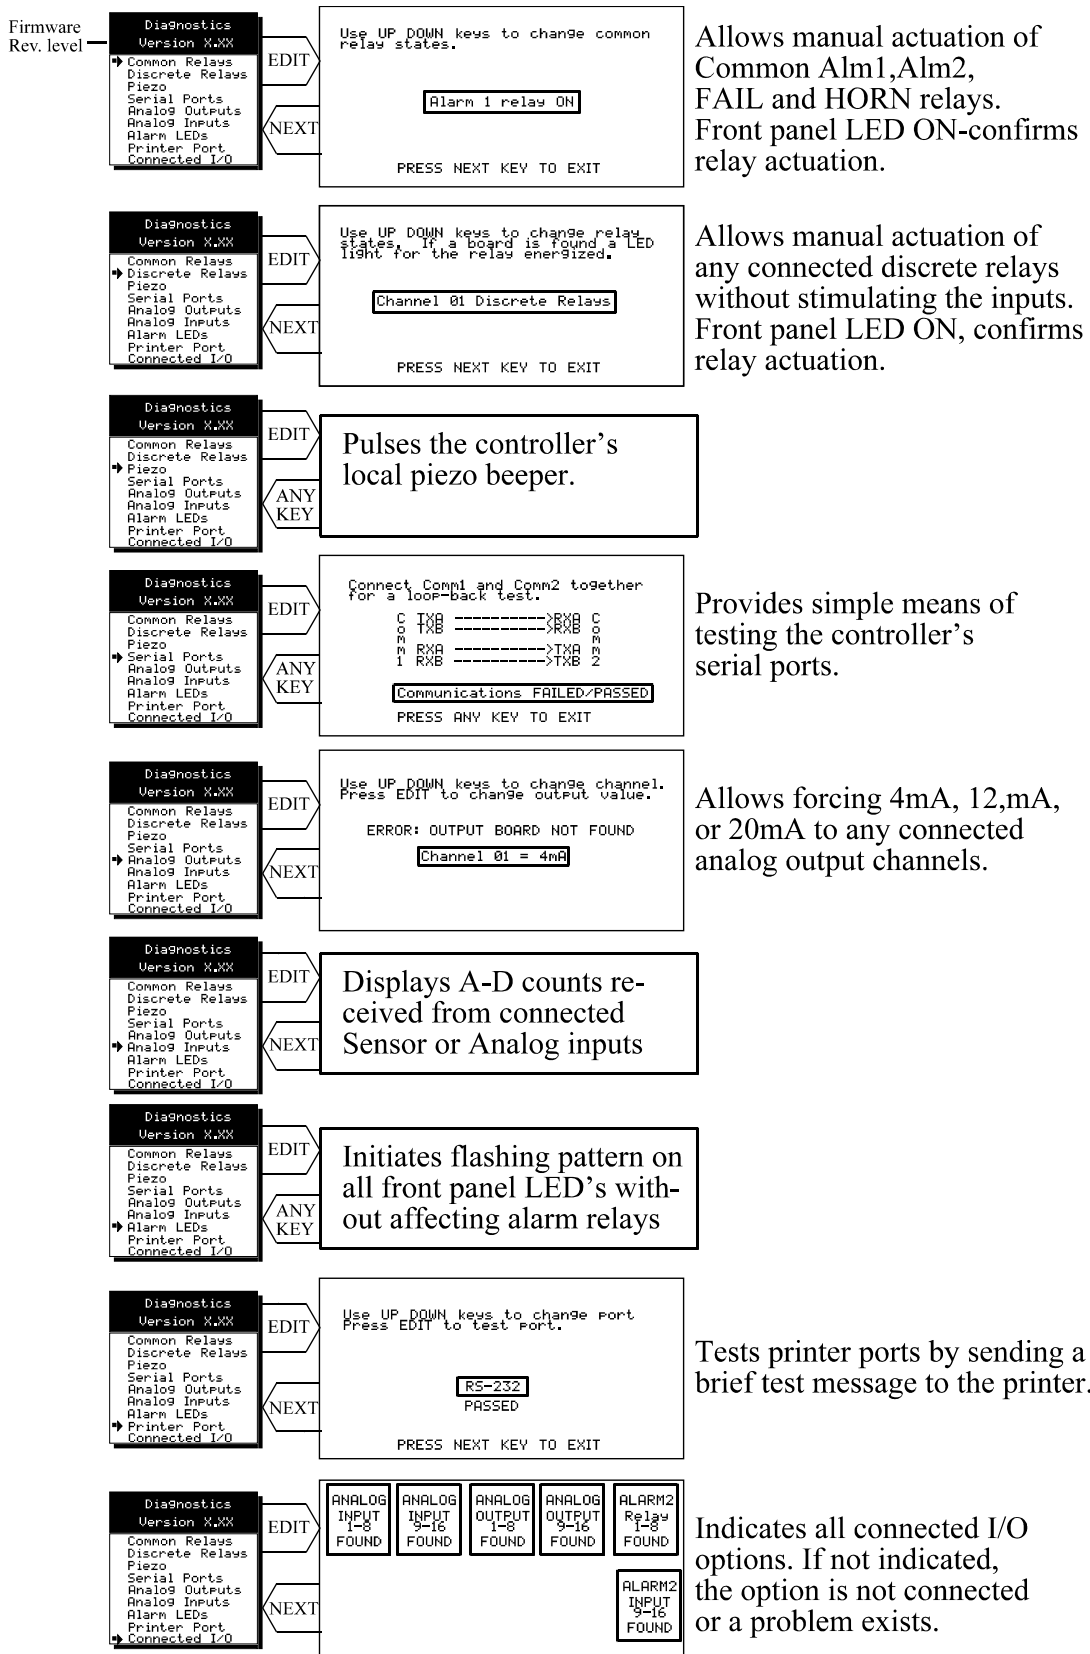 Firmware
Rev. level
Diagnostics
Version X.XX
Common Relays
Discrete Relays
Piezo
Serial Ports
Analog Outputs
Analog Inputs
Alarm LEDs
Printer Port
Connected I/O
EDIT
NEXT
Use UP DOWN keys to change common
relay states.
Alarm 1 relay ON
PRESS NEXT KEY TO EXIT
Allows manual actuation of
Common Alm1,Alm2,
FAIL and HORN relays.
Front panel LED ON-confirms
relay actuation.
Diagnostics
Version X.XX
Common Relays
Discrete Relays
Piezo
Serial Ports
Analog Outputs
Analog Inputs
Alarm LEDs
Printer Port
Connected I/O
EDIT
NEXT
Use UP DOWN keys to change relay
states. If a board is found a LED
light for the relay energized.
Channel 01 Discrete Relays
PRESS NEXT KEY TO EXIT
Allows manual actuation of
any connected discrete relays
without stimulating the inputs.
Front panel LED ON, confirms
relay actuation.
Diagnostics
Version X.XX
Common Relays
Discrete Relays
Piezo
Serial Ports
Analog Outputs
Analog Inputs
Alarm LEDs
Printer Port
Connected I/O
EDIT
ANY
KEY
Pulses the controller's
local piezo beeper.
Diagnostics
Version X.XX
Common Relays
Discrete Relays
Piezo
Serial Ports
Analog Outputs
Analog Inputs
Alarm LEDs
Printer Port
Connected I/O
EDIT
ANY
KEY
Connect Comm1 and Comm2 together
for a loop-back test.
C TXA ----------->RXA C
o TXB ----------->RXB o
m m
m RXA ----------->TXA m
1 RXB ----------->TXB 2
Communications FAILED/PASSED
PRESS ANY KEY TO EXIT
Provides simple means of
testing the controller's
serial ports.
Diagnostics
Version X.XX
Common Relays
Discrete Relays
Piezo
Serial Ports
Analog Outputs
Analog Inputs
Alarm LEDs
Printer Port
Connected I/O
EDIT
NEXT
Use UP DOWN keys to change channel.
Press EDIT to change output value.
ERROR: OUTPUT BOARD NOT FOUND
Channel 01 = 4mA
Allows forcing 4mA, 12,mA,
or 20mA to any connected
analog output channels.
Diagnostics
Version X.XX
Common Relays
Discrete Relays
Piezo
Serial Ports
Analog Outputs
Analog Inputs
Alarm LEDs
Printer Port
Connected I/O
EDIT
NEXT
Displays A-D counts re-
ceived from connected
Sensor or Analog inputs
Diagnostics
Version X.XX
Common Relays
Discrete Relays
Piezo
Serial Ports
Analog Outputs
Analog Inputs
Alarm LEDs
Printer Port
Connected I/O
EDIT
ANY
KEY
Initiates flashing pattern on
all front panel LED's with-
out affecting alarm relays
Diagnostics
Version X.XX
Common Relays
Discrete Relays
Piezo
Serial Ports
Analog Outputs
Analog Inputs
Alarm LEDs
Printer Port
Connected I/O
EDIT
NEXT
Use UP DOWN keys to change port
Press EDIT to test port.
RS-232
PASSED
PRESS NEXT KEY TO EXIT
Tests printer ports by sending a
brief test message to the printer.
Diagnostics
Version X.XX
Common Relays
Discrete Relays
Piezo
Serial Ports
Analog Outputs
Analog Inputs
Alarm LEDs
Printer Port
Connected I/O
EDIT
NEXT
ANALOG
INPUT
1-8
FOUND
ANALOG
INPUT
9-16
FOUND
ANALOG
OUTPUT
1-8
FOUND
ANALOG
OUTPUT
9-16
FOUND
ALARM2
Relay
1-8
FOUND
ALARM2
INPUT
9-16
FOUND
Indicates all connected I/O
options. If not indicated,
the option is not connected
or a problem exists.